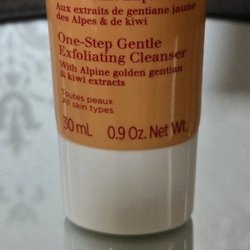 Aux extraits de gentiane jaune
des Alpes & de kiwi
One-Step Gentle
Exfoliating Cleanser
With Alpine golden gentian
& kiwi extracts
Toutes peaux
All skin types
30 mL 0.9 Oz. Net Wt.